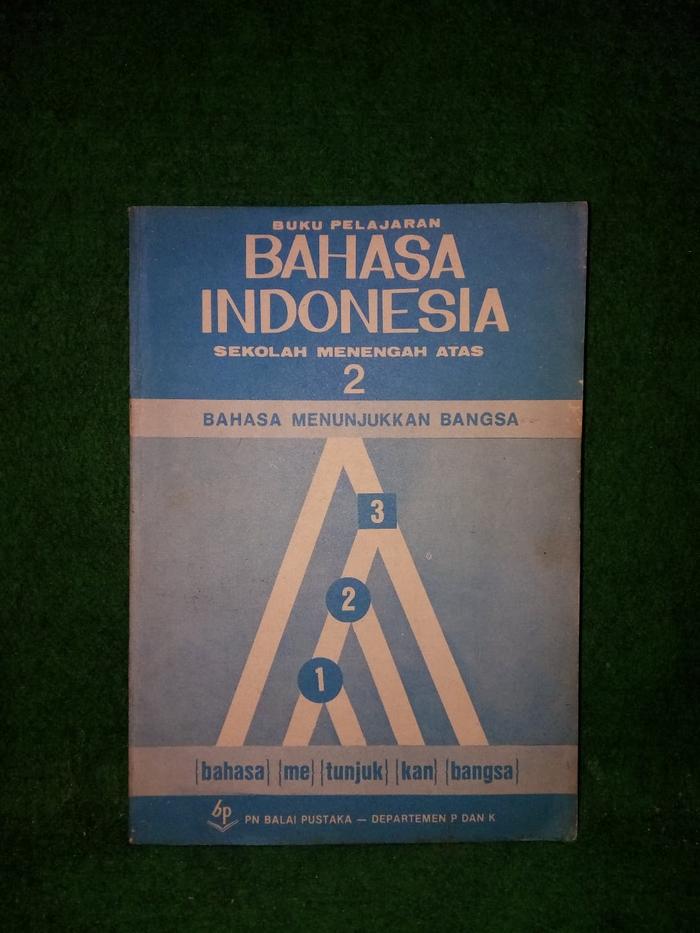 BUKU PELAJARAN
BAHASA
INDONESIA
SEKOLAH MENENGAH ATAS
2
BAHASA MENUNJUKKAN BANGSA
3
2
1
{bahasa} {me} {tunjuk} {kan} {bangsa}
bp PN BALAI PUSTAKA — DEPARTEMEN P DAN K